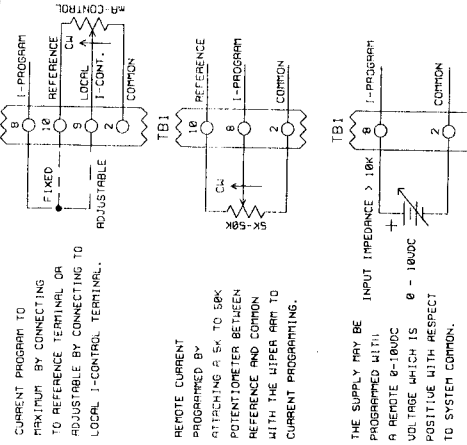 CURRENT PROGRAM TO
MAXIMUM BY CONNECTING
TO REFERENCE TERMINAL OR
ADJUSTABLE BY CONNECTING TO
LOCAL I-CONTROL TERMINAL.
FIXED
ADJUSTABLE
8
10
9
2
TB1
I-PROGRAM
REFERENCE
LOCAL
I-CONT.
COMMON
CW
mA-CONTROL
REMOTE CURRENT
PROGRAMMED BY
ATTACHING A 5K TO 50K
POTENTIOMETER BETWEEN
REFERENCE AND COMMON
WITH THE WIPER ARM TO
CURRENT PROGRAMMING.
5K-50K
CW
10
8
2
REFERENCE
I-PROGRAM
COMMON
THE SUPPLY MAY BE
PROGRAMMED WITH
A REMOTE 0-10VDC
VOLTAGE WHICH IS
POSITIVE WITH RESPECT
TO SYSTEM COMMON.
INPUT IMPEDANCE > 10K
+
0 - 10VDC
TB1
8
2
I-PROGRAM
COMMON